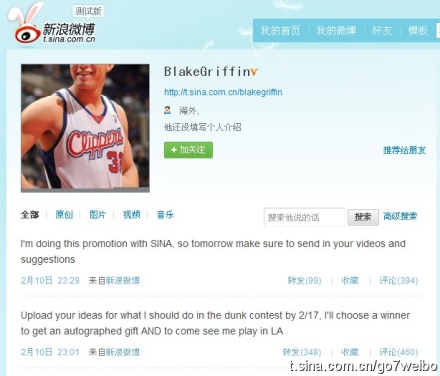 测试版
新浪微博
t.sina.com.cn
我的首页 我的微博 好友 模板
Clippers
3
BlakeGriffin
http://t.sina.com.cn/blakegriffin
海外，
他还没填写个人介绍
+加关注
推荐给朋友
全部 | 原创 | 图片 | 视频 | 音乐
搜索他说的话 搜索 高级搜索
I'm doing this promotion with SINA, so tomorrow make sure to send in your videos and
suggestions
2月10日 23:29 来自新浪微博
转发(99) | 收藏 | 评论(394)
Upload your ideas for what I should do in the dunk contest by 2/17, I'll choose a winner
to get an autographed gift AND to come see me play in LA
2月10日 23:01 来自新浪微博
转发(348) | 收藏 | 评论(460)
t.sina.com.cn/go7weibo